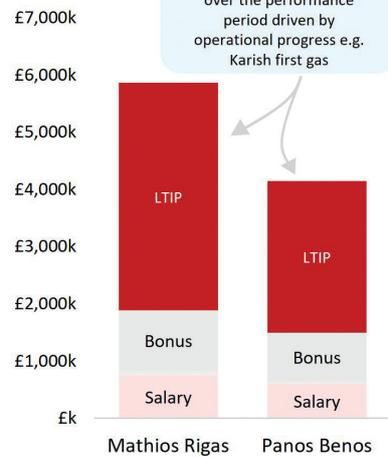 over the performance
period driven by
operational progress e.g.
Karish first gas
£7,000k
£6,000k
£5,000k
£4,000k
£3,000k
£2,000k
£1,000k
£k
LTIP
Bonus
Salary
LTIP
Bonus
Salary
Mathios Rigas
Panos Benos